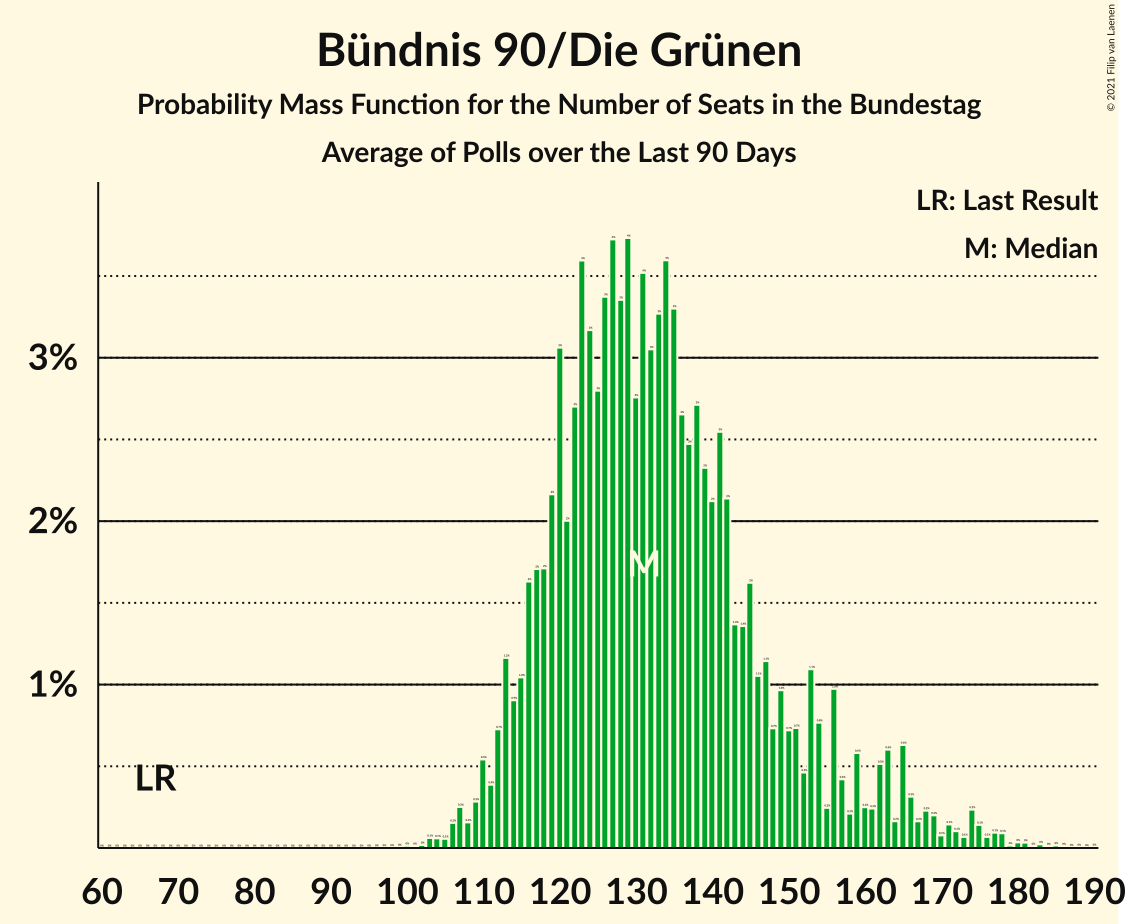 Bündnis 90/Die Grünen
Probability Mass Function for the Number of Seats in the Bundestag
Average of Polls over the Last 90 Days
© 2021 Filip van Laenen
LR: Last Result
M: Median
3%
2%
1%
LR
M
60 70 80 90 100 110 120 130 140 150 160 170 180 190